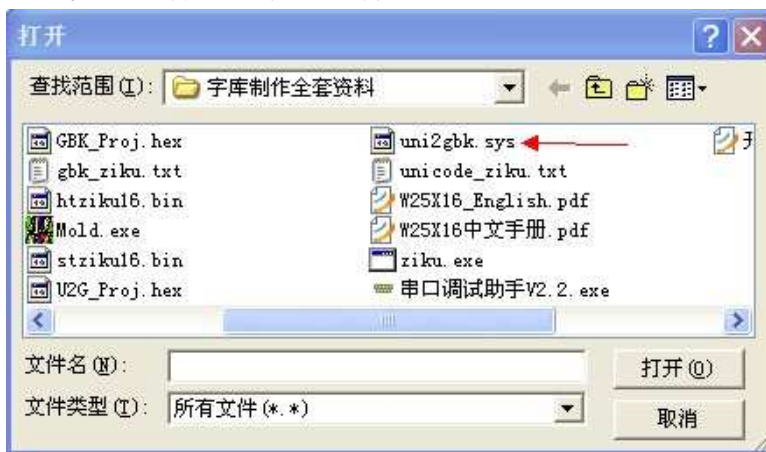 打开
查找范围(I): 字库制作全套资料
GBK_Proj.hex
gbk_ziku.txt
htziku16.bin
Mold.exe
stziku16.bin
U2G_Proj.hex
uni2gbk.sys
unicode_ziku.txt
W25X16_English.pdf
W25X16中文手册.pdf
ziku.exe
串口调试助手V2.2.exe
文件名(N):
打开(O)
文件类型(T): 所有文件(*.*)
取消